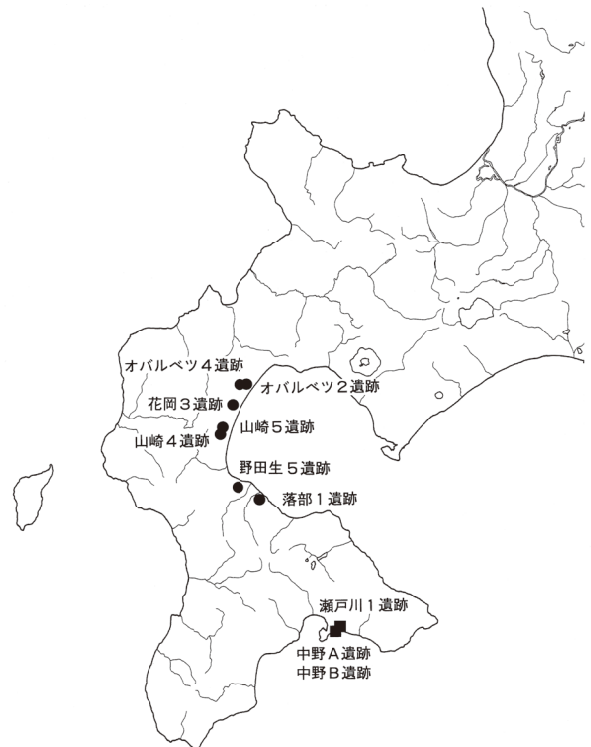 オバルベツ４遺跡
オバルベツ２遺跡
花岡３遺跡
山崎５遺跡
山崎４遺跡
野田生５遺跡
落部１遺跡
瀬戸川１遺跡
中野Ａ遺跡
中野Ｂ遺跡